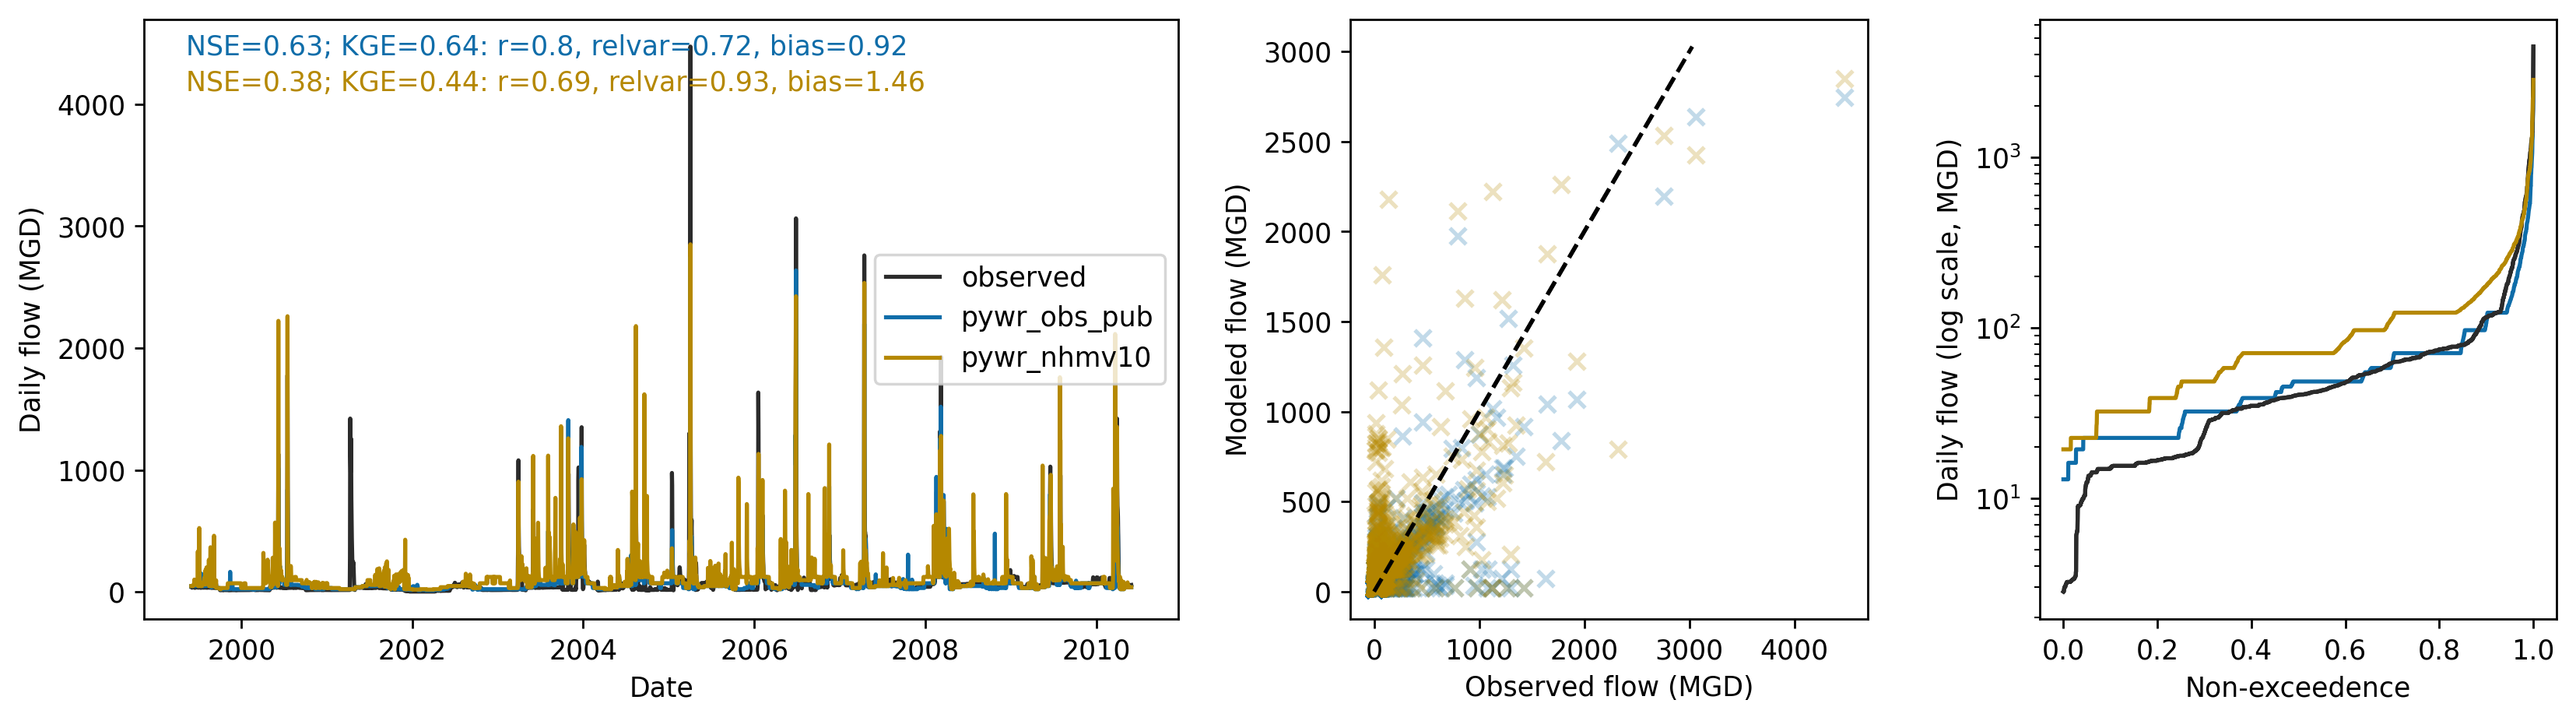 NSE=0.63; KGE=0.64: r=0.8, relvar=0.72, bias=0.92
NSE=0.38; KGE=0.44: r=0.69, relvar=0.93, bias=1.46
Daily flow (MGD)
4000
3000
2000
1000
0
observed
pywr_obs_pub
pywr_nhmv10
2000
2002
2004
2006
2008
2010
Date
Modeled flow (MGD)
3000
2500
2000
1500
1000
500
0
0
1000
2000
3000
4000
Observed flow (MGD)
Daily flow (log scale, MGD)
10³
10²
10¹
0.0
0.2
0.4
0.6
0.8
1.0
Non-exceedence